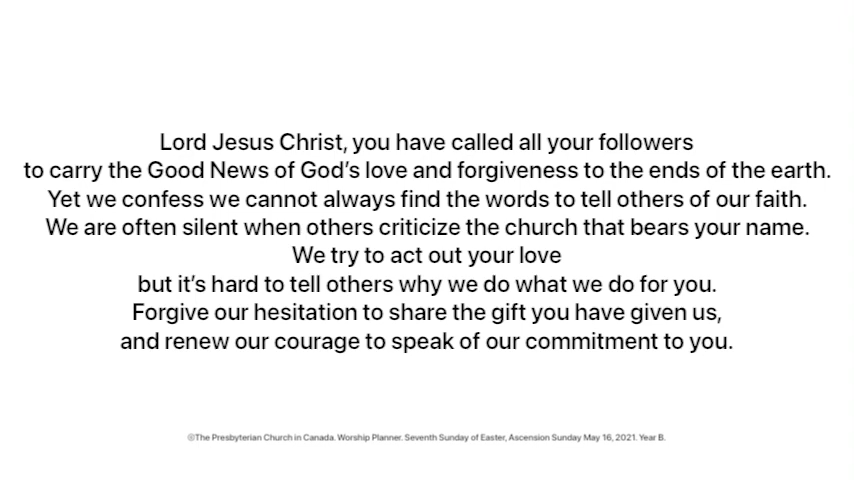 Lord Jesus Christ, you have called all your followers
to carry the Good News of God's love and forgiveness to the ends of the earth.
Yet we confess we cannot always find the words to tell others of our faith.
We are often silent when others criticize the church that bears your name.
We try to act out your love
but it's hard to tell others why we do what we do for you.
Forgive our hesitation to share the gift you have given us,
and renew our courage to speak of our commitment to you.
©The Presbyterian Church in Canada. Worship Planner. Seventh Sunday of Easter, Ascension Sunday May 16, 2021. Year B.